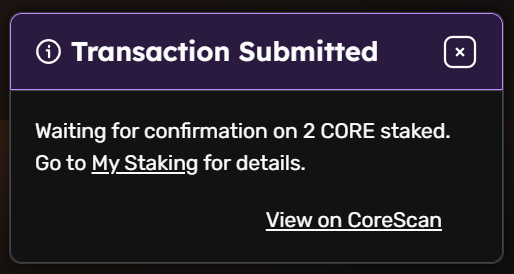 Transaction Submitted
Waiting for confirmation on 2 CORE staked.
Go to My Staking for details.
View on CoreScan